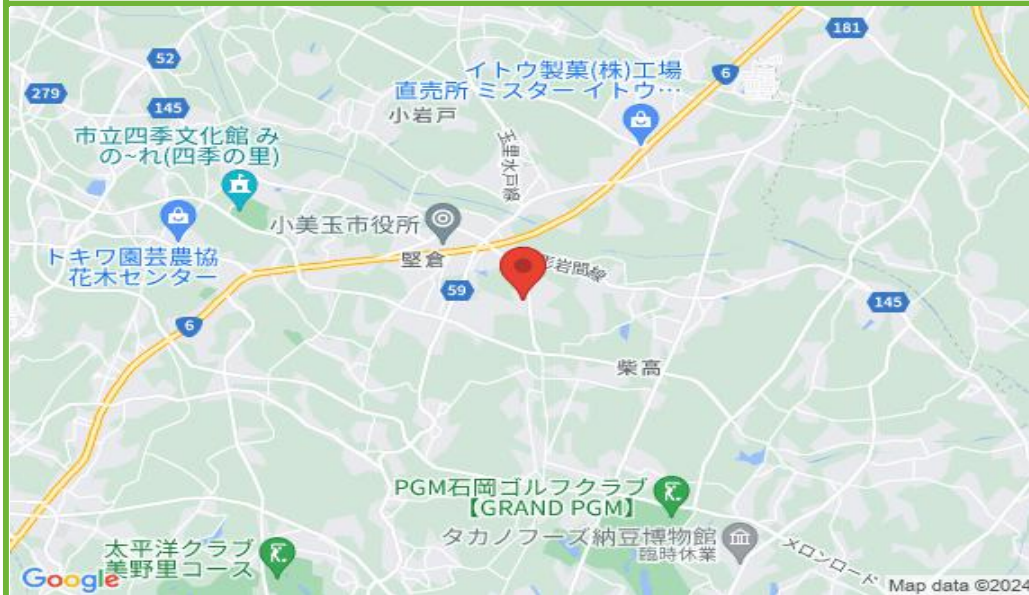 181
52
イトウ製菓(株)工場
直売所 ミスター イトウ…
6
279
145
小岩戸
市立四季文化館 み
の~れ(四季の里)
玉里水戸線
小美玉市役所
トキワ園芸農協
花木センター
堅倉
岩間線
59
145
6
柴高
PGM石岡ゴルフクラブ
【GRAND PGM】
タカノフーズ納豆博物館
臨時休業
太平洋クラブ
美野里コース
メロンロード
Google
Map data ©2024